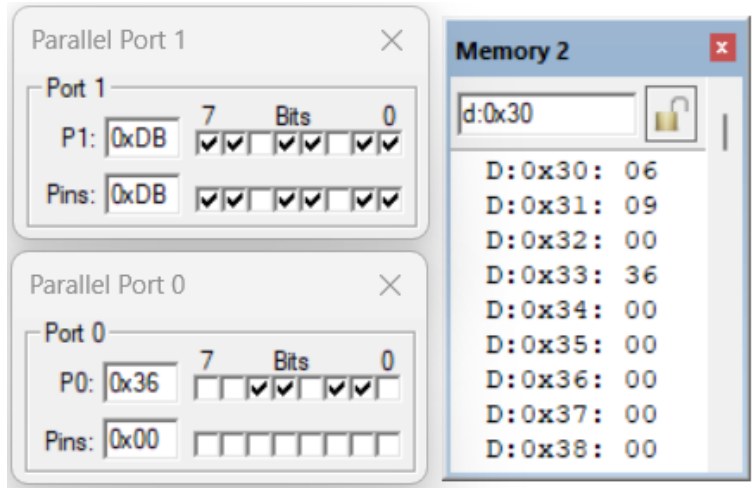 Parallel Port 1
Port 1
7 Bits 0
P1: 0xDB
Pins: 0xDB
Parallel Port 0
Port 0
7 Bits 0
P0: 0x36
Pins: 0x00
Memory 2
d:0x30
D:0x30: 06
D:0x31: 09
D:0x32: 00
D:0x33: 36
D:0x34: 00
D:0x35: 00
D:0x36: 00
D:0x37: 00
D:0x38: 00